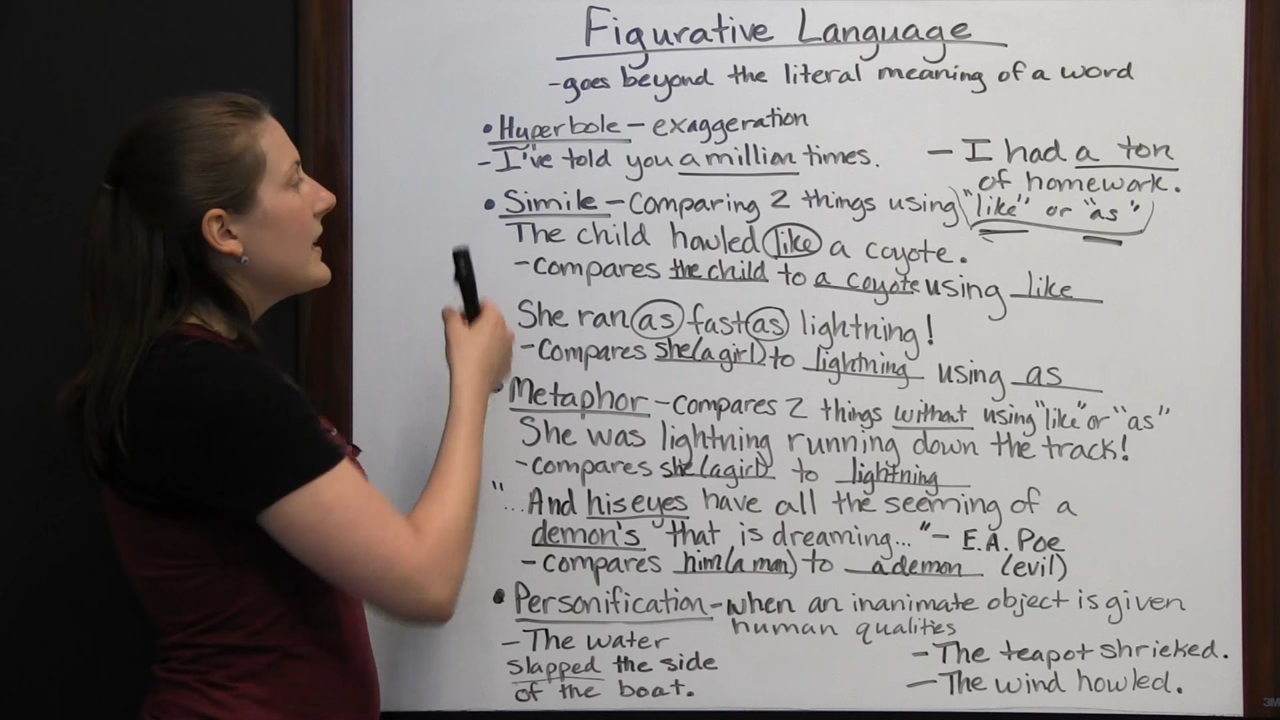 Figurative Language
-goes beyond the literal meaning of a word
• Hyperbole - exaggeration
- I've told you a million times.
- I had a ton
of homework.
• Simile - Comparing 2 things using "like" or "as"
The child howled like a coyote.
- Compares the child to a coyote using like
She ran as fast as lightning!
- Compares she (a girl) to lightning using as
• Metaphor - compares 2 things without using "like" or "as"
She was lightning running down the track!
- compares she (a girl) to lightning
"...And his eyes have all the seeming of a
demon's that is dreaming..." - E.A. Poe
- compares him (a man) to a demon (evil)
• Personification - when an inanimate object is given
human qualities
- The water
slapped the side
of the boat.
- The teapot shrieked.
- The wind howled.
3M